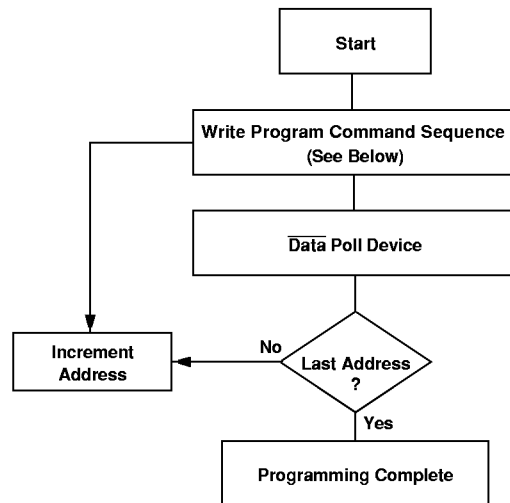 Start
Write Program Command Sequence
(See Below)
Data Poll Device
No
Last Address
?
Increment
Address
Yes
Programming Complete